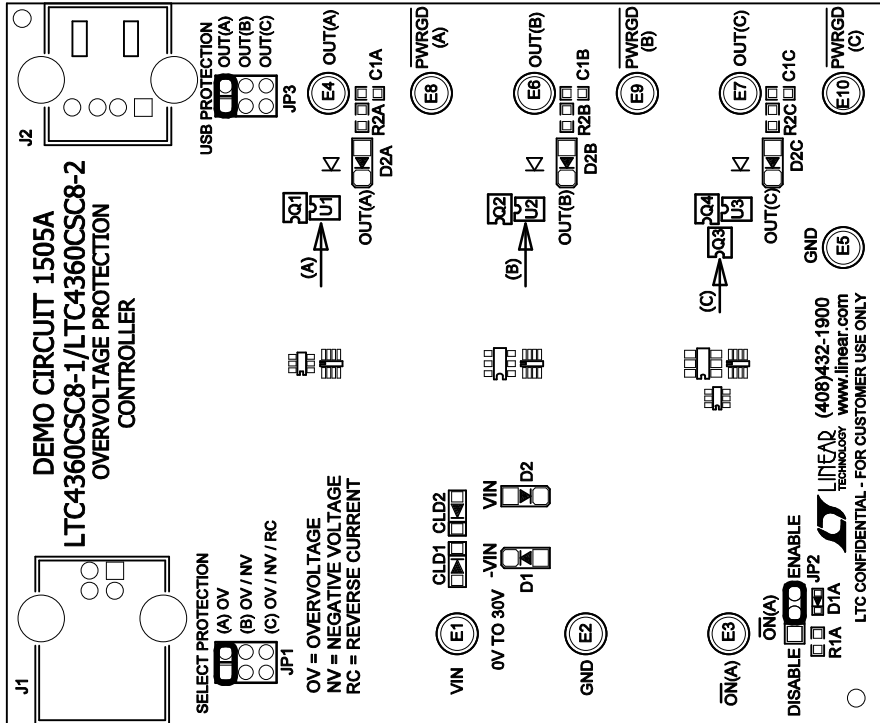 DEMO CIRCUIT 1505A
LTC4360CSC8-1/LTC4360CSC8-2
OVERVOLTAGE PROTECTION
CONTROLLER
J1
J2
SELECT PROTECTION
(A) OV
(B) OV / NV
(C) OV / NV / RC
JP1
USB PROTECTION
OUT(A)
OUT(B)
OUT(C)
JP3
OV = OVERVOLTAGE
NV = NEGATIVE VOLTAGE
RC = REVERSE CURRENT
(A)
Q1
U1
OUT(A)
D2A
E4
OUT(A)
R2A
C1A
E8
PWRGD
(A)
VIN
E1
0V TO 30V
CLD1
CLD2
-VIN
VIN
D1
D2
(B)
Q2
U2
OUT(B)
D2B
E6
OUT(B)
R2B
C1B
E9
PWRGD
(B)
GND
E2
(C)
Q3
Q4
U3
OUT(C)
D2C
E7
OUT(C)
R2C
C1C
E10
PWRGD
(C)
ON(A)
E3
ON(A)
DISABLE
ENABLE
JP2
R1A
D1A
GND
E5
LINEAR
TECHNOLOGY
(408)432-1900
www.linear.com
LTC CONFIDENTIAL - FOR CUSTOMER USE ONLY